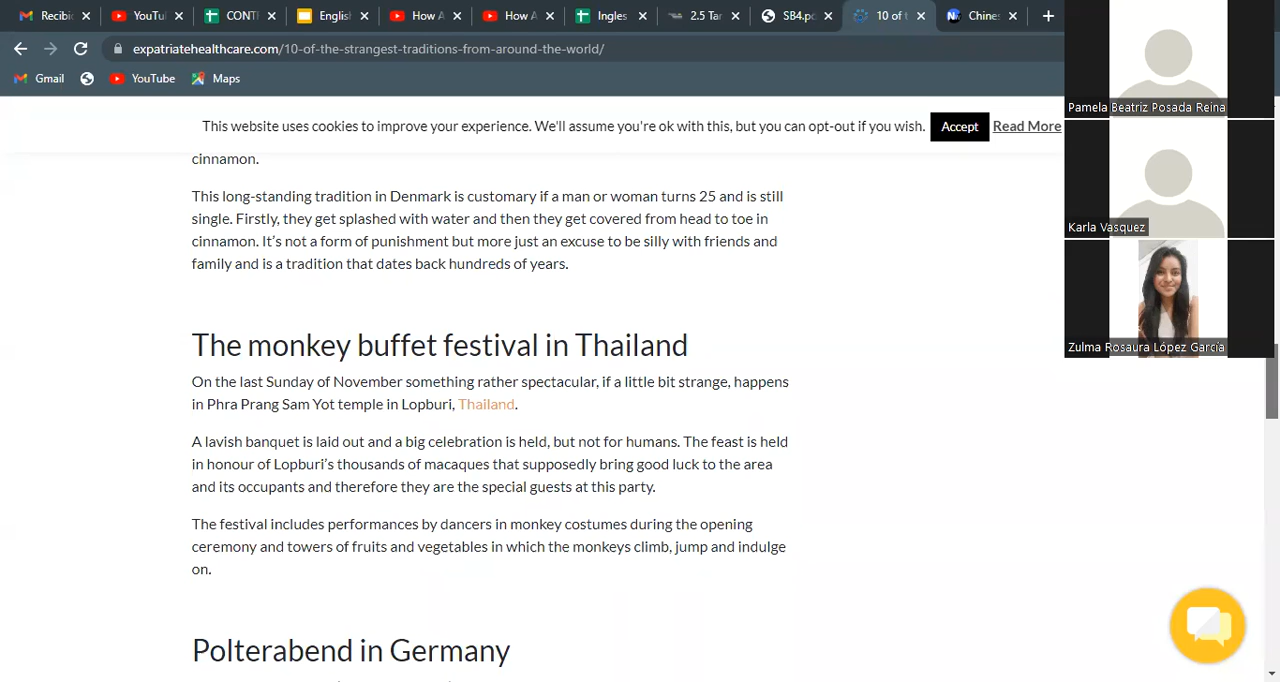 Recibic
YouTu
CONT
Englis
How A
How A
Ingles
2.5 Tar
SB4.pd
10 of t
Chines
expatriatehealthcare.com/10-of-the-strangest-traditions-from-around-the-world/
Gmail
YouTube
Maps
This website uses cookies to improve your experience. We'll assume you're ok with this, but you can opt-out if you wish.
Accept
Read More
cinnamon.
This long-standing tradition in Denmark is customary if a man or woman turns 25 and is still
single. Firstly, they get splashed with water and then they get covered from head to toe in
cinnamon. It's not a form of punishment but more just an excuse to be silly with friends and
family and is a tradition that dates back hundreds of years.
The monkey buffet festival in Thailand
On the last Sunday of November something rather spectacular, if a little bit strange, happens
in Phra Prang Sam Yot temple in Lopburi, Thailand.
A lavish banquet is laid out and a big celebration is held, but not for humans. The feast is held
in honour of Lopburi's thousands of macaques that supposedly bring good luck to the area
and its occupants and therefore they are the special guests at this party.
The festival includes performances by dancers in monkey costumes during the opening
ceremony and towers of fruits and vegetables in which the monkeys climb, jump and indulge
on.
Polterabend in Germany
Pamela Beatriz Posada Reina
Karla Vasquez
Zulma Rosaura López García